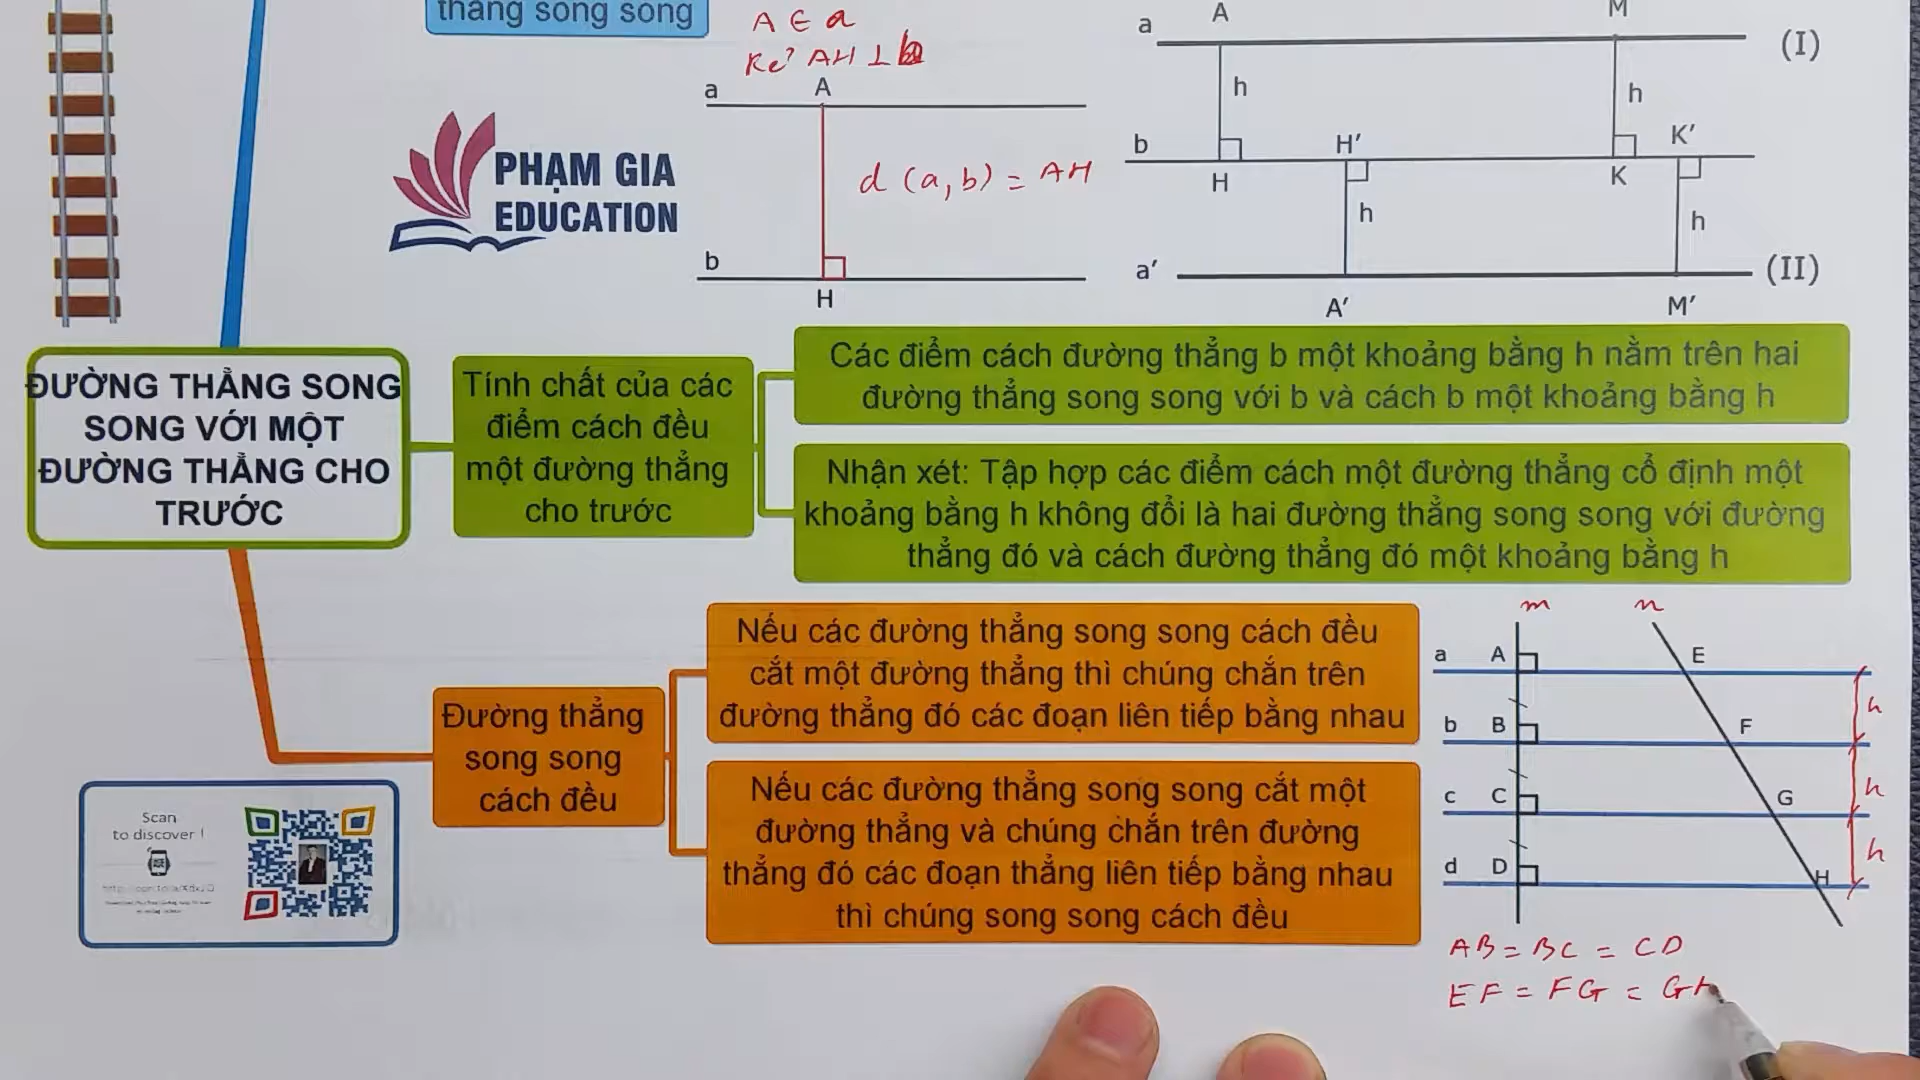 thẳng song song
A ∈ a
Kẻ AH ⊥ b
a
A
d (a, b) = AH
b
H
PHẠM GIA
EDUCATION
a
A
M
(I)
h
h
b
H'
K'
H
K
h
h
a'
(II)
A'
M'
ĐƯỜNG THẲNG SONG
SONG VỚI MỘT
ĐƯỜNG THẲNG CHO
TRƯỚC
Tính chất của các
điểm cách đều
một đường thẳng
cho trước
Các điểm cách đường thẳng b một khoảng bằng h nằm trên hai
đường thẳng song song với b và cách b một khoảng bằng h
Nhận xét: Tập hợp các điểm cách một đường thẳng cổ định một
khoảng bằng h không đổi là hai đường thẳng song song với đường
thẳng đó và cách đường thẳng đó một khoảng bằng h
Đường thẳng
song song
cách đều
Nếu các đường thẳng song song cách đều
cắt một đường thẳng thì chúng chắn trên
đường thẳng đó các đoạn liên tiếp bằng nhau
Nếu các đường thẳng song song cắt một
đường thẳng và chúng chắn trên đường
thẳng đó các đoạn thẳng liên tiếp bằng nhau
thì chúng song song cách đều
m
n
a
A
E
h
b
B
F
h
c
C
G
h
d
D
H
AB = BC = CD
EF = FG = GH
Scan
to discover !